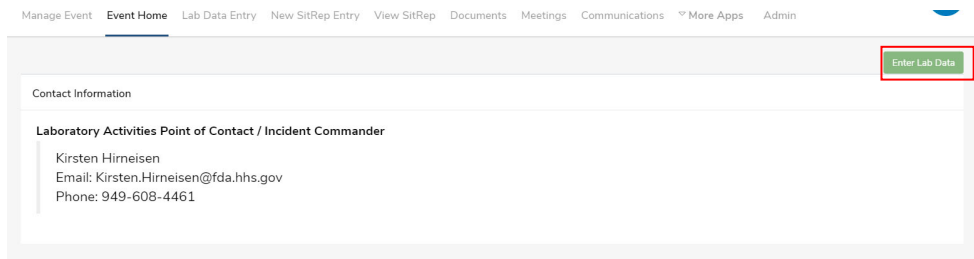 Manage Event Event Home Lab Data Entry New SitRep Entry View SitRep Documents Meetings Communications ▽ More Apps Admin
Enter Lab Data
Contact Information
Laboratory Activities Point of Contact / Incident Commander
Kirsten Hirneisen
Email: Kirsten.Hirneisen@fda.hhs.gov
Phone: 949-608-4461